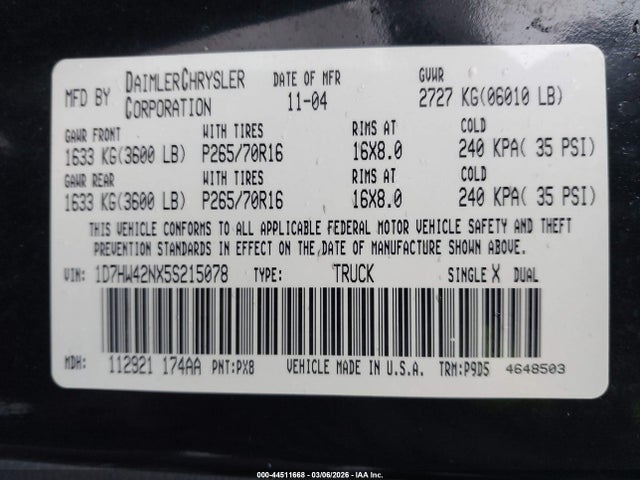 MFD BY DAIMLERCHRYSLER CORPORATION DATE OF MFR 11-04 GVWR 2727 KG(06010 LB)
GAWR FRONT WITH TIRES RIMS AT COLD
1633 KG(3600 LB) P265/70R16 16X8.0 240 KPA( 35 PSI)
GAWR REAR WITH TIRES RIMS AT COLD
1633 KG(3600 LB) P265/70R16 16X8.0 240 KPA( 35 PSI)
THIS VEHICLE CONFORMS TO ALL APPLICABLE FEDERAL MOTOR VEHICLE SAFETY AND THEFT
PREVENTION STANDARDS IN EFFECT ON THE DATE OF MANUFACTURE SHOWN ABOVE.
VIN: 1D7HW42NX5S215078 TYPE: TRUCK SINGLE X DUAL
MDH: 112921 174AA PNT:PX8 VEHICLE MADE IN U.S.A. TRM:P9D5 4648503
000-44511668 - 03/06/2026 - IAA Inc.